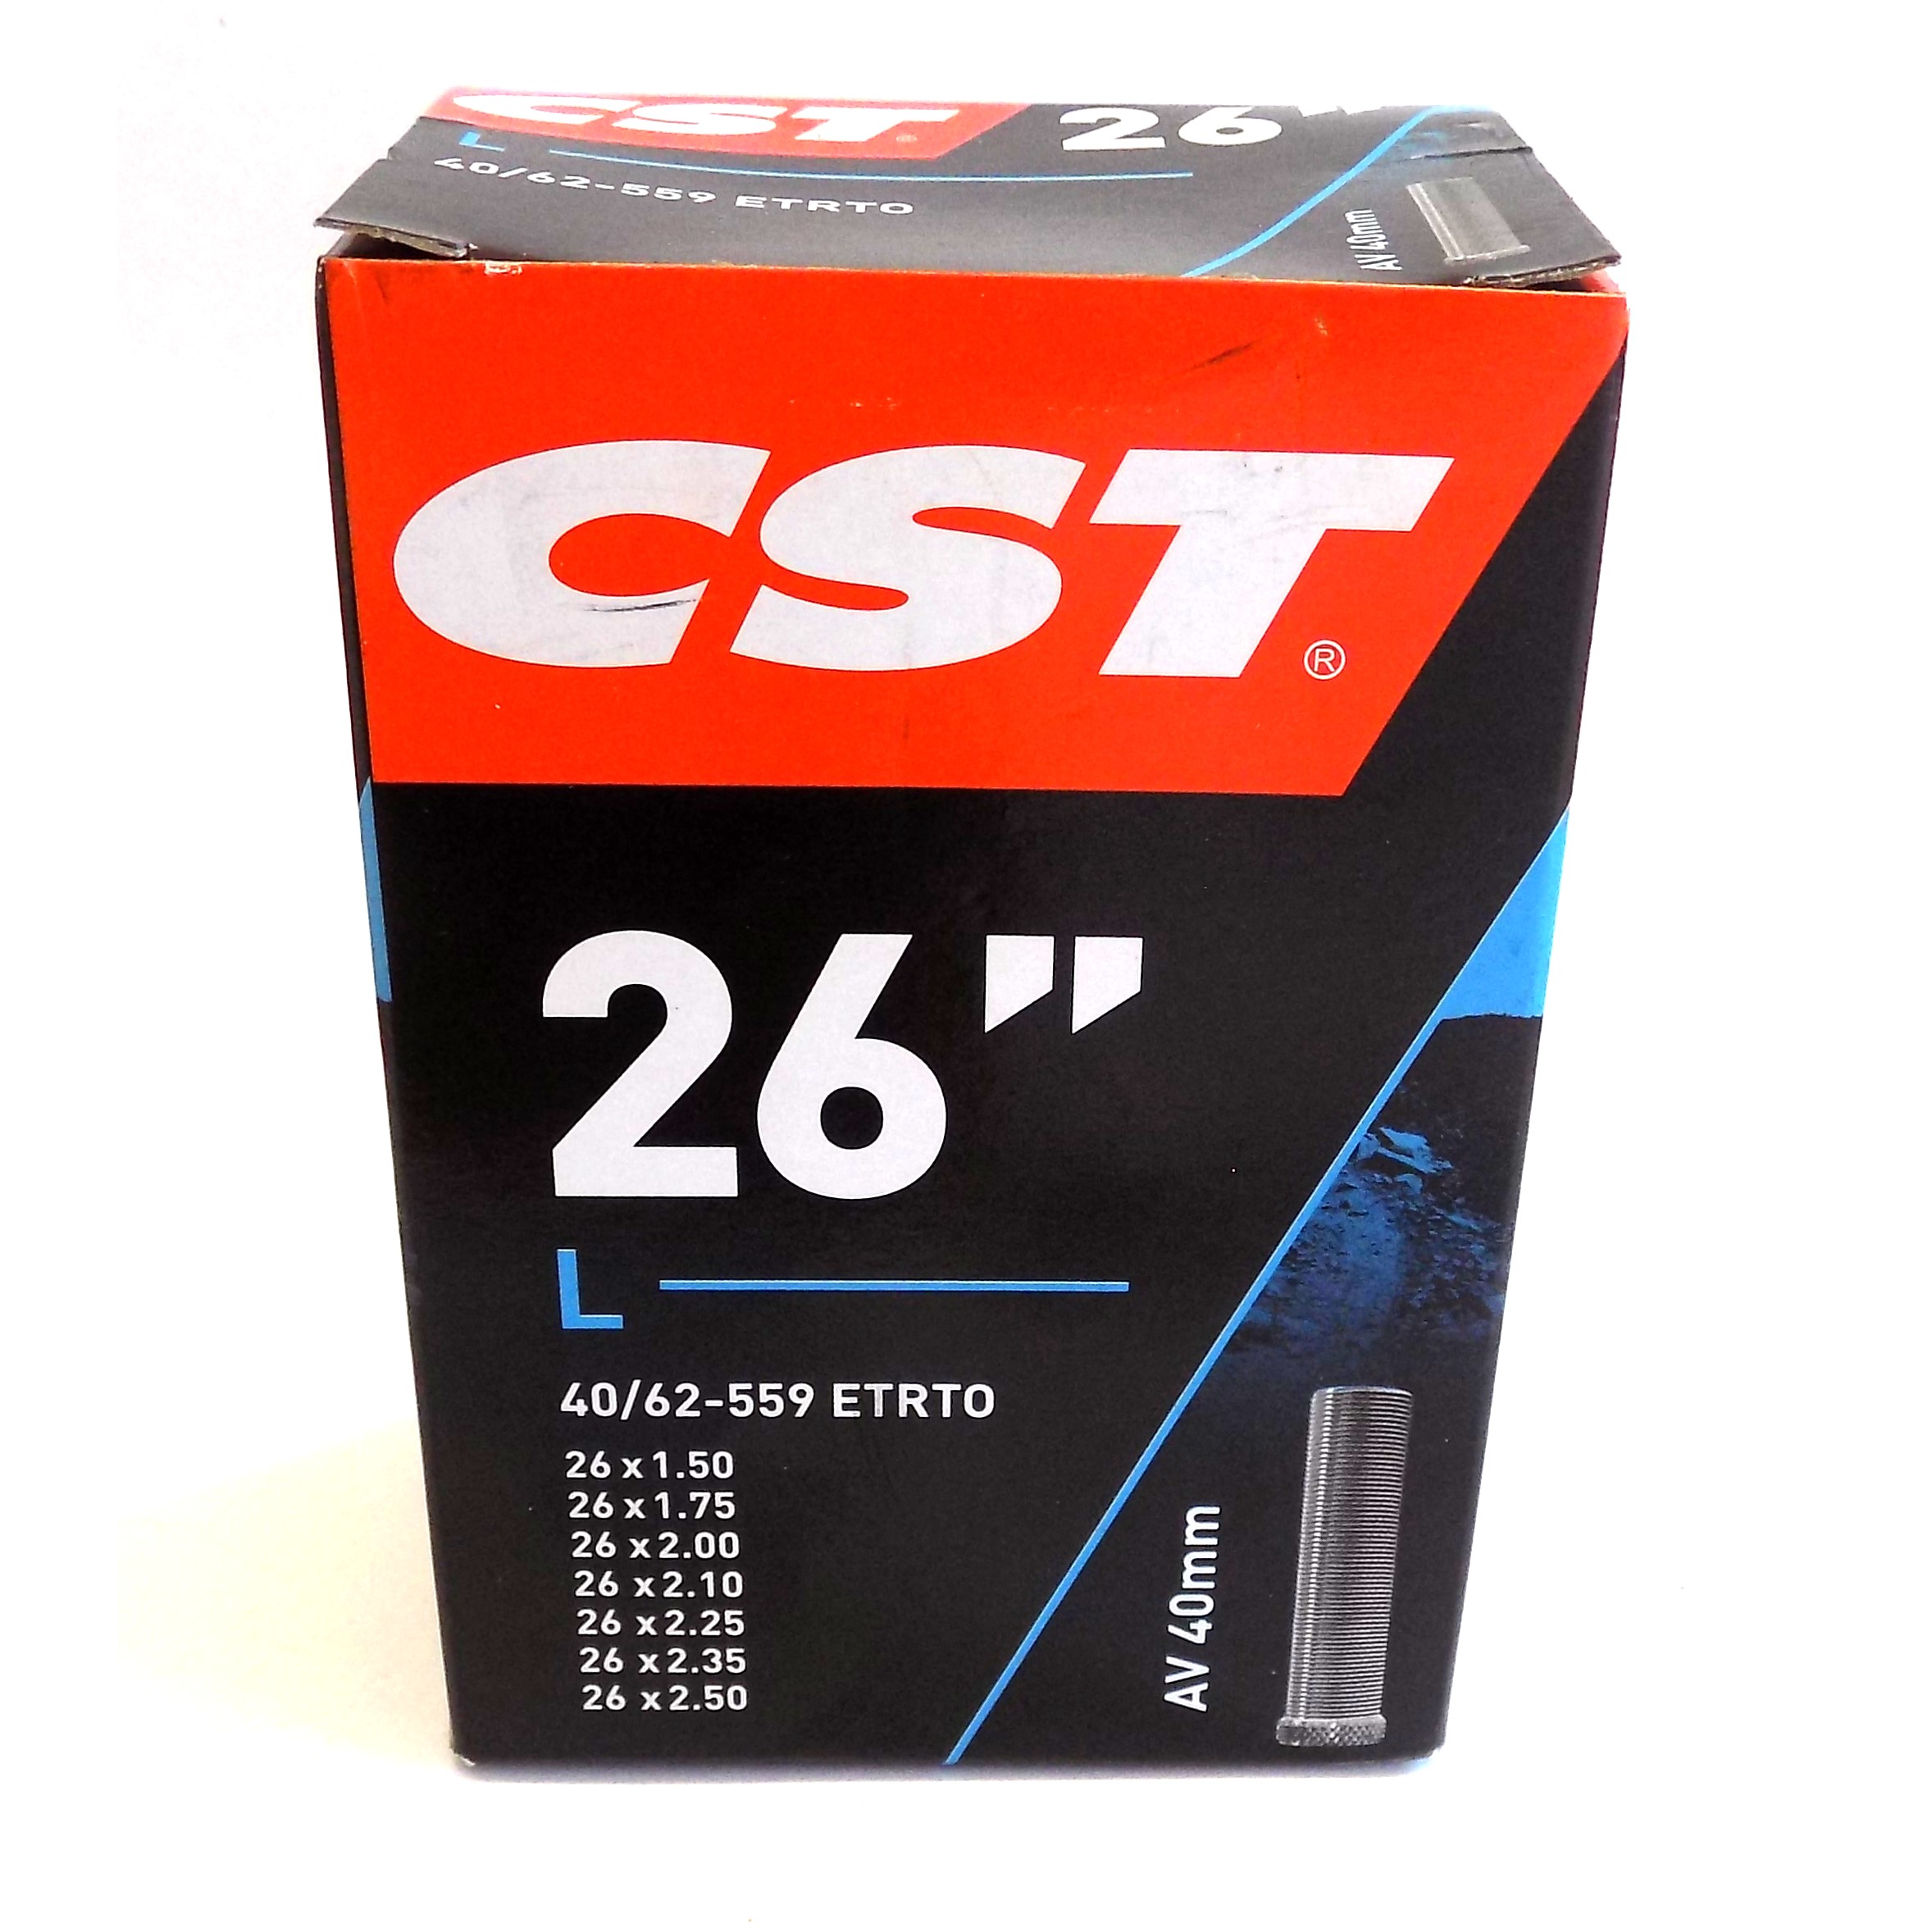 CST® 26"
L
40/62-559 ETRTO
AV 40mm
CST®
26"
L
40/62-559 ETRTO
26 x 1.50
26 x 1.75
26 x 2.00
26 x 2.10
26 x 2.25
26 x 2.35
26 x 2.50
AV 40mm